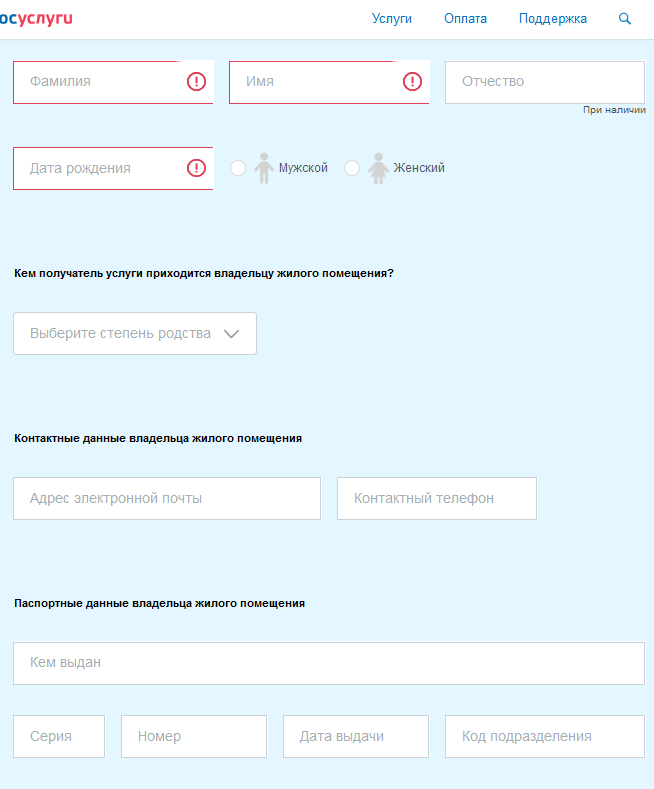 осуслуги Услуги Оплата Поддержка
Фамилия Имя Отчество
При наличии
Дата рождения Мужской Женский
Кем получатель услуги приходится владельцу жилого помещения?
Выберите степень родства
Контактные данные владельца жилого помещения
Адрес электронной почты Контактный телефон
Паспортные данные владельца жилого помещения
Кем выдан
Серия Номер Дата выдачи Код подразделения